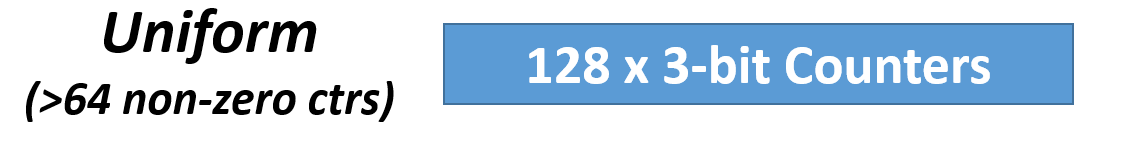 Uniform
(>64 non-zero ctrs)
128 x 3-bit Counters